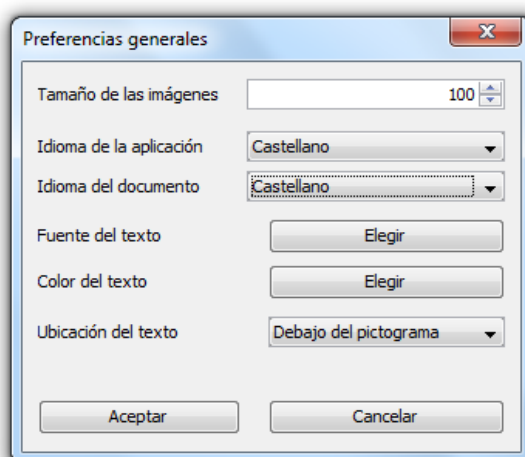 Preferencias generales
Tamaño de las imágenes 100
Idioma de la aplicación Castellano
Idioma del documento Castellano
Fuente del texto Elegir
Color del texto Elegir
Ubicación del texto Debajo del pictograma
Aceptar Cancelar